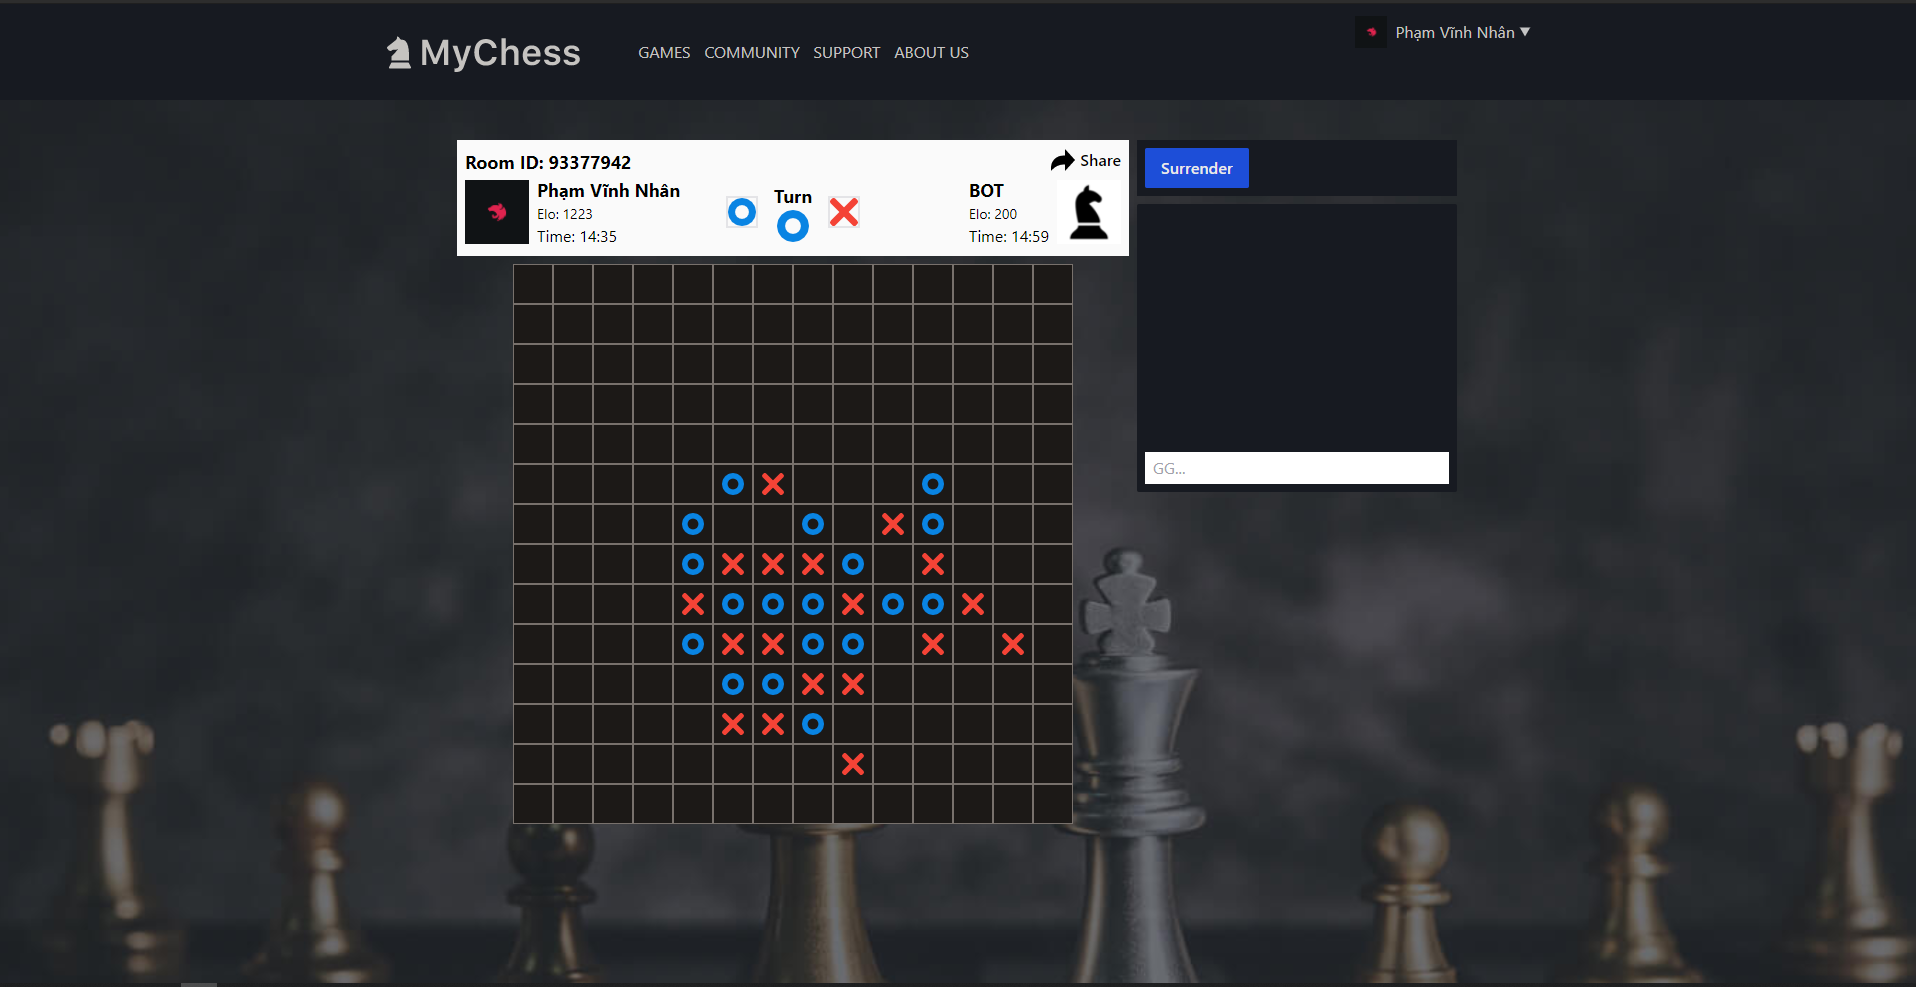 MyChess
GAMES COMMUNITY SUPPORT ABOUT US
Phạm Vĩnh Nhân ▼
Room ID: 93377942
Share
Phạm Vĩnh Nhân
Elo: 1223
Time: 14:35
Turn
BOT
Elo: 200
Time: 14:59
Surrender
GG...